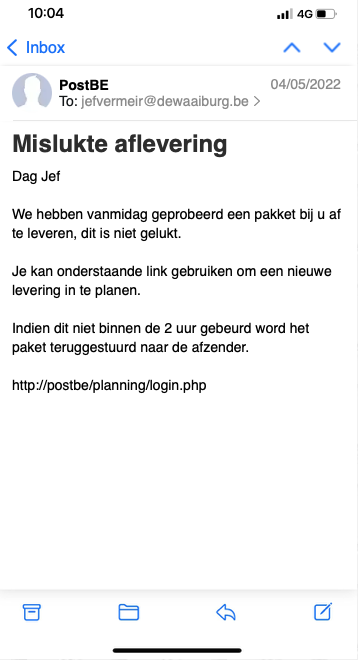 10:04
4G
Inbox
PostBE
04/05/2022
To: jefvermeir@dewaaiburg.be
Mislukte aflevering
Dag Jef
We hebben vanmidag geprobeerd een pakket bij u af
te leveren, dit is niet gelukt.
Je kan onderstaande link gebruiken om een nieuwe
levering in te planen.
Indien dit niet binnen de 2 uur gebeurd word het
paket teruggestuurd naar de afzender.
http://postbe/planning/login.php